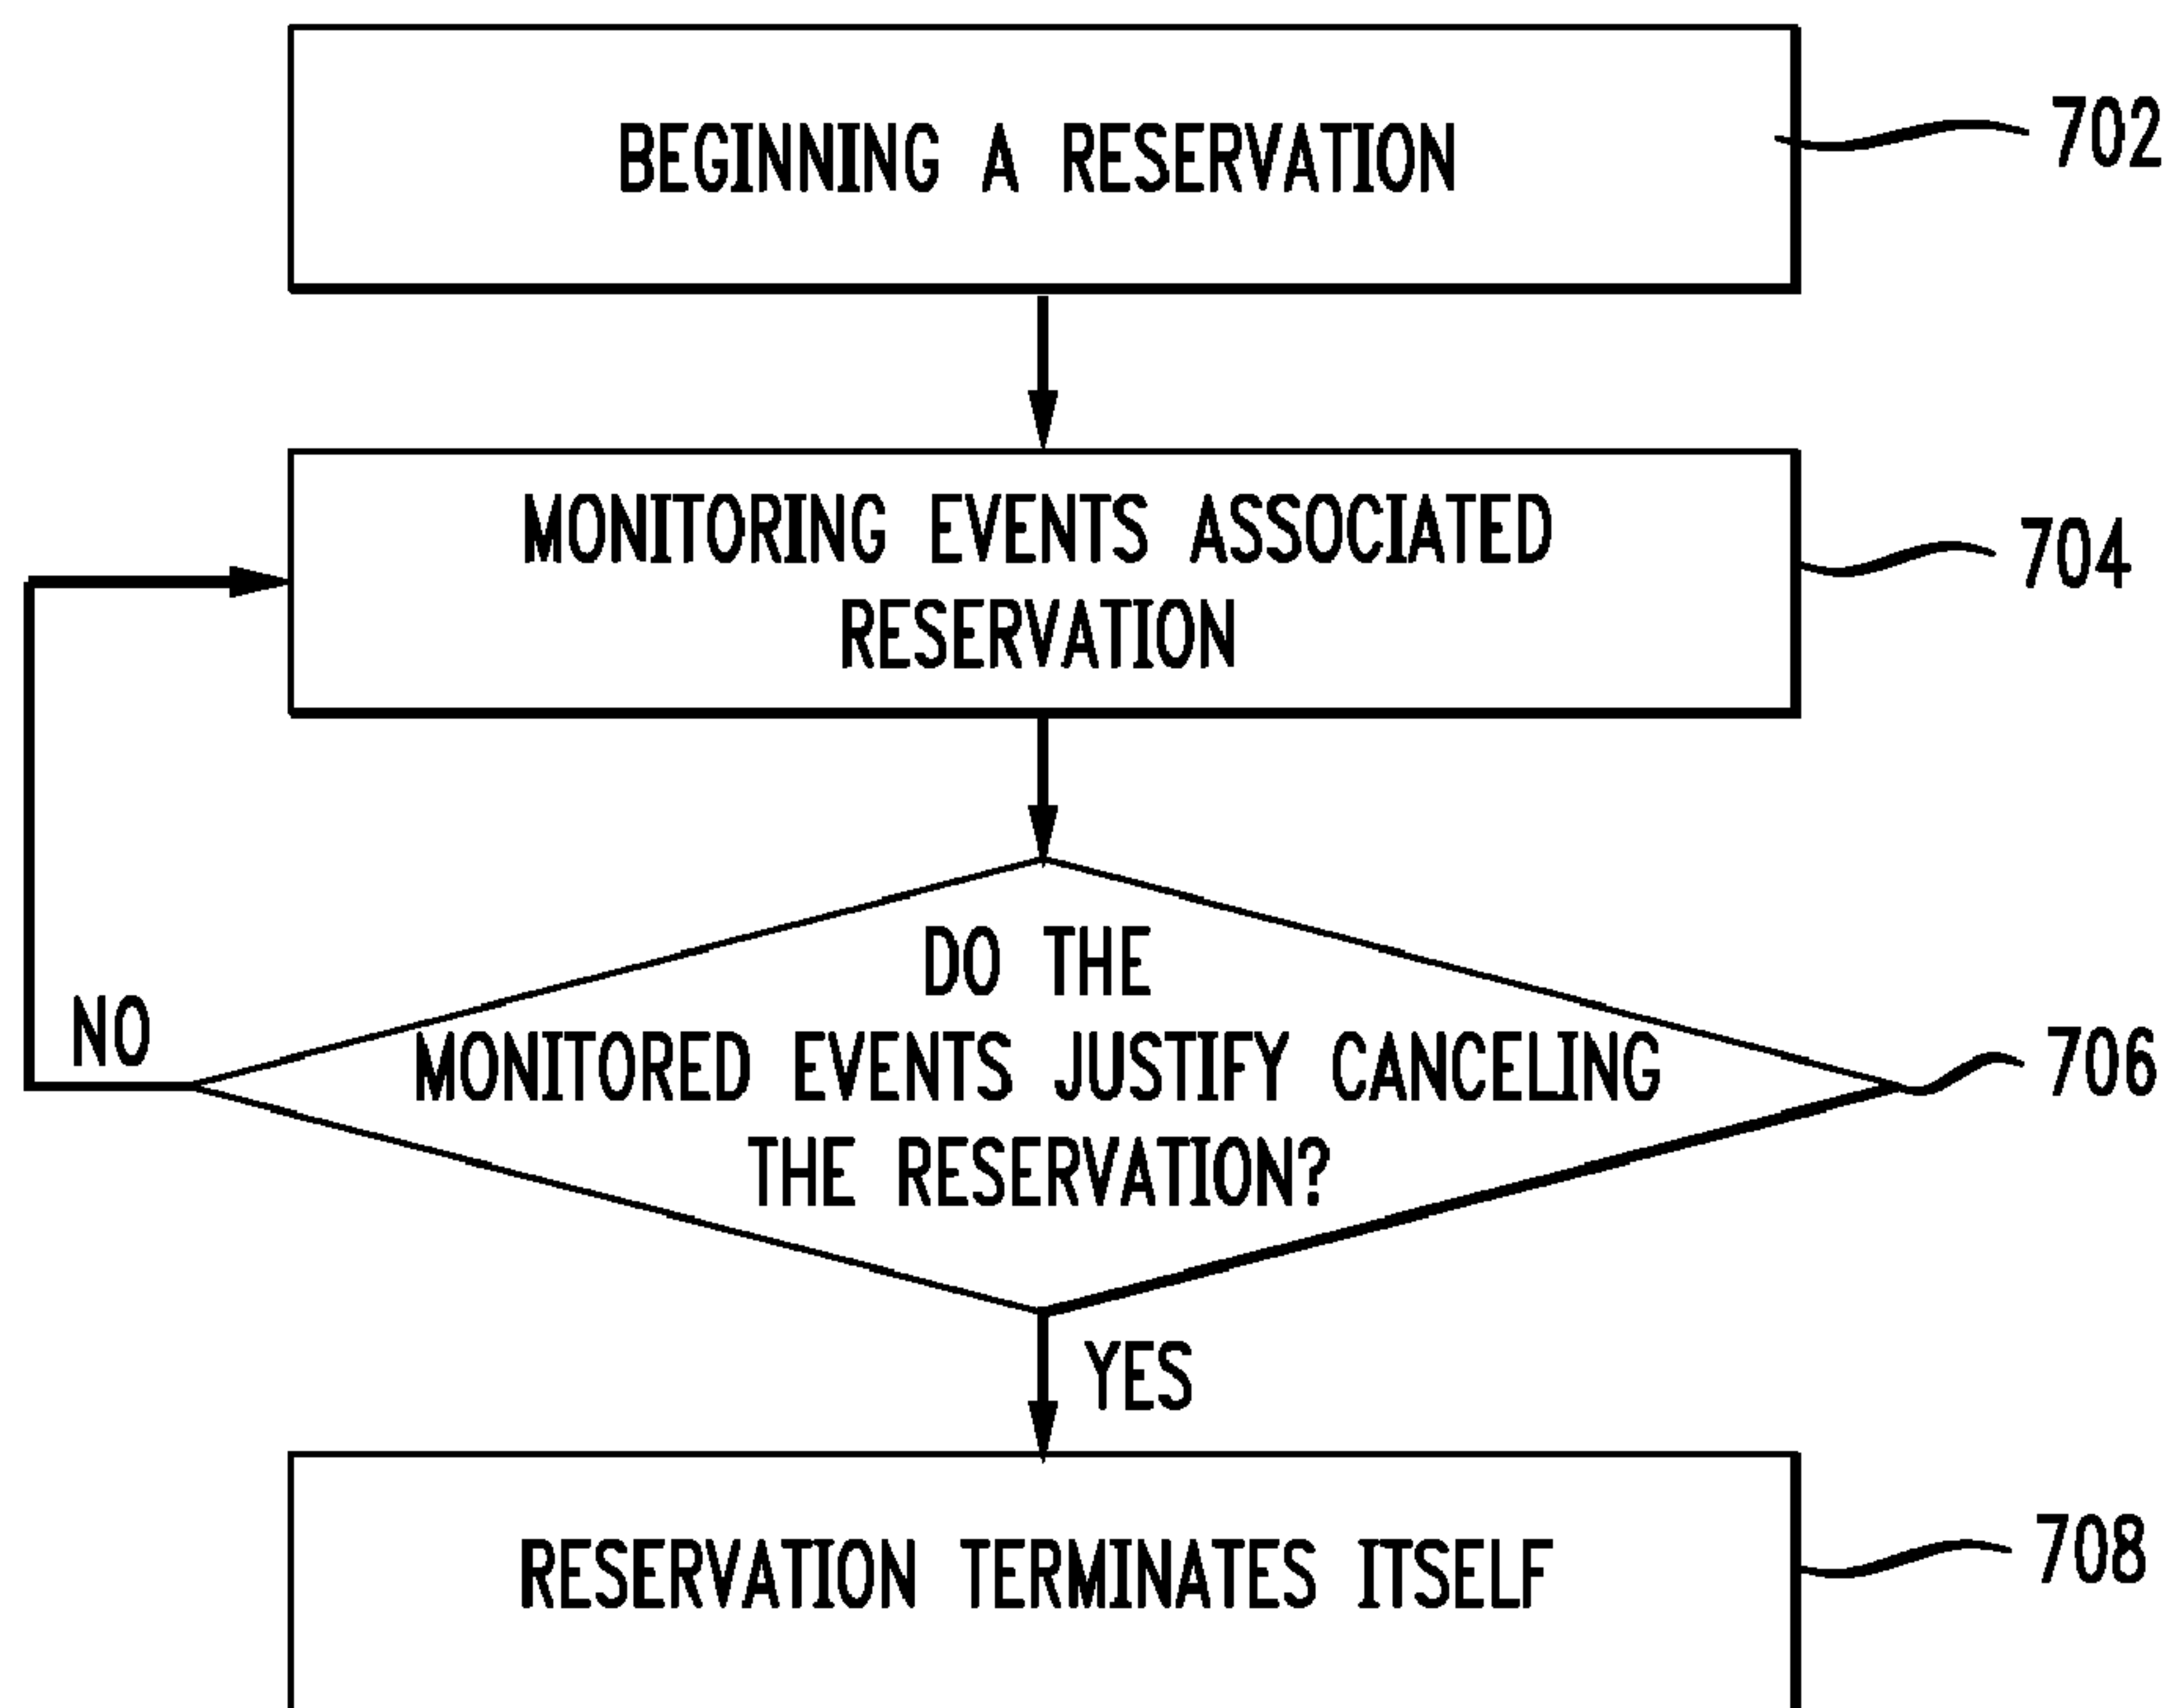 BEGINNING A RESERVATION
702
MONITORING EVENTS ASSOCIATED
RESERVATION
704
DO THE
MONITORED EVENTS JUSTIFY CANCELING
THE RESERVATION?
706
NO
YES
RESERVATION TERMINATES ITSELF
708